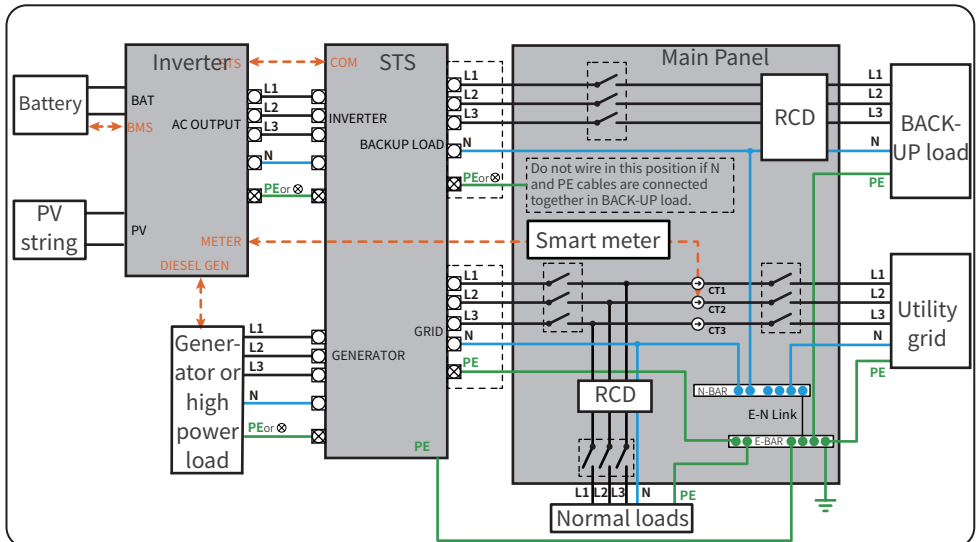 Inverter
STS
COM
STS
Main Panel
Battery
BAT
BMS
AC OUTPUT
L1
L2
L3
N
PE or ⊗
INVERTER
BACKUP LOAD
L1
L2
L3
N
PE or ⊗
RCD
L1
L2
L3
N
PE
BACK-
UP load
Do not wire in this position if N
and PE cables are connected
together in BACK-UP load.
PV
string
PV
METER
DIESEL GEN
Smart meter
Gener-
ator or
high
power
load
L1
L2
L3
N
PE or ⊗
GENERATOR
GRID
L1
L2
L3
N
PE
CT1
CT2
CT3
L1
L2
L3
N
PE
Utility
grid
RCD
N-BAR
E-N Link
E-BAR
PE
L1 L2 L3 N
PE
Normal loads